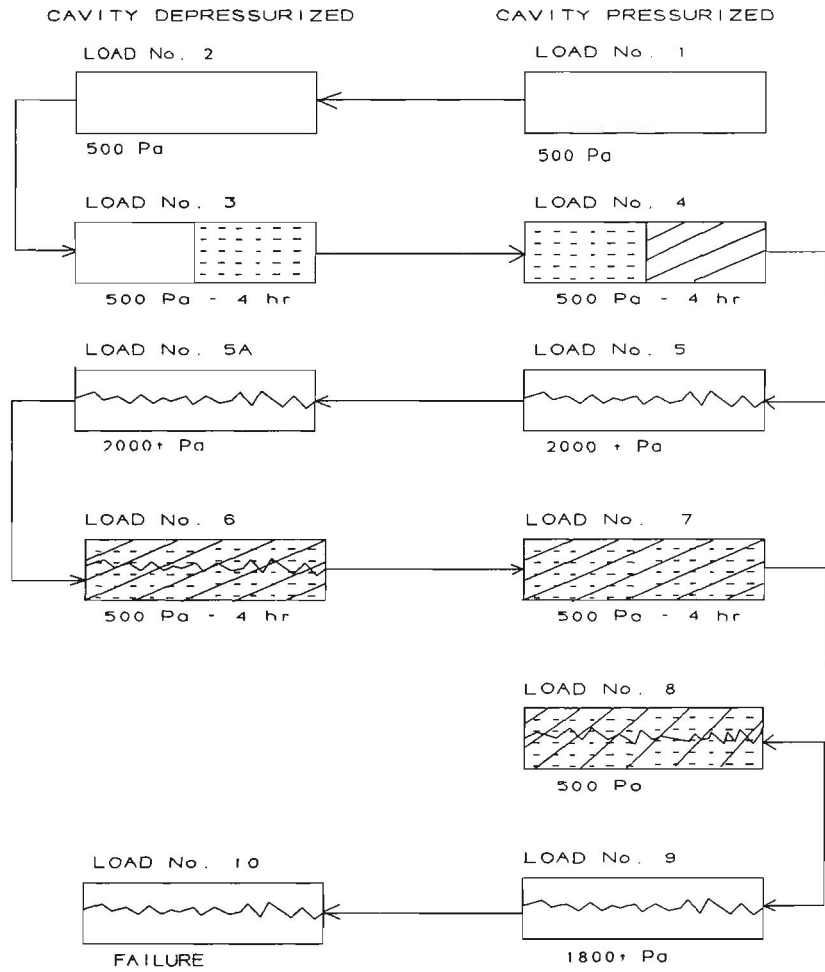 CAVITY DEPRESSURIZED CAVITY PRESSURIZED
LOAD No. 2 LOAD No. 1
500 Pa 500 Pa
LOAD No. 3 LOAD No. 4
500 Pa - 4 hr 500 Pa - 4 hr
LOAD No. 5A LOAD No. 5
2000+ Pa 2000 + Pa
LOAD No. 6 LOAD No. 7
500 Pa - 4 hr 500 Pa - 4 hr
LOAD No. 8
500 Pa
LOAD No. 10 LOAD No. 9
FAILURE 1800+ Pa